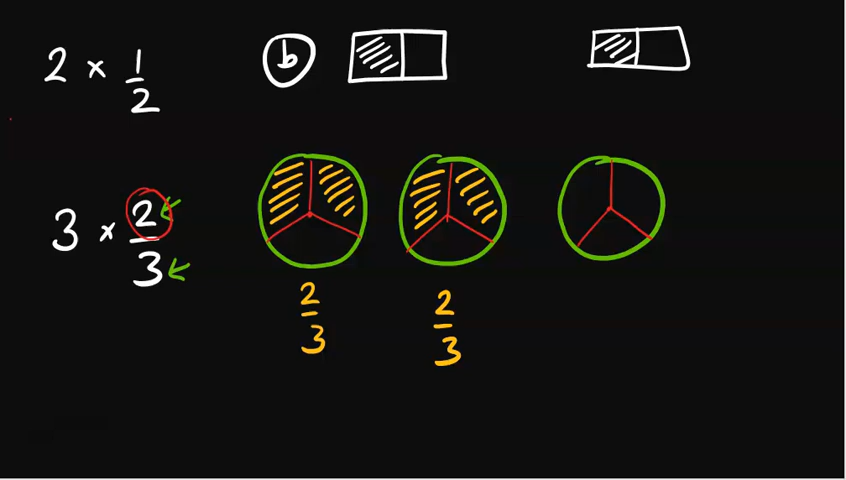 2 × 1/2
b
3 × 2/3
2/3
2/3